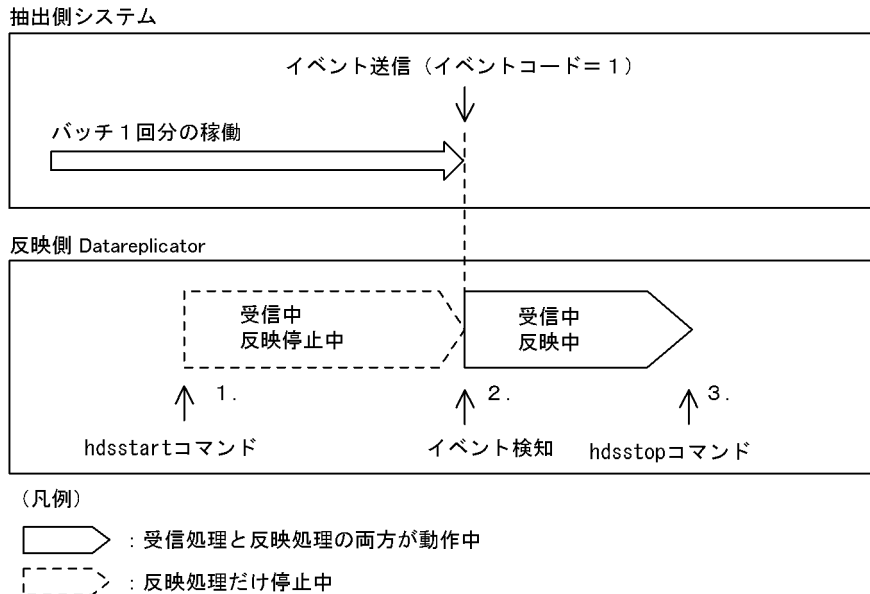 抽出側システム
イベント送信（イベントコード＝１）
バッチ１回分の稼働
反映側 Datareplicator
受信中
反映停止中
受信中
反映中
１．
２．
３．
hdsstartコマンド
イベント検知
hdsstopコマンド
（凡例）
：受信処理と反映処理の両方が動作中
：反映処理だけ停止中